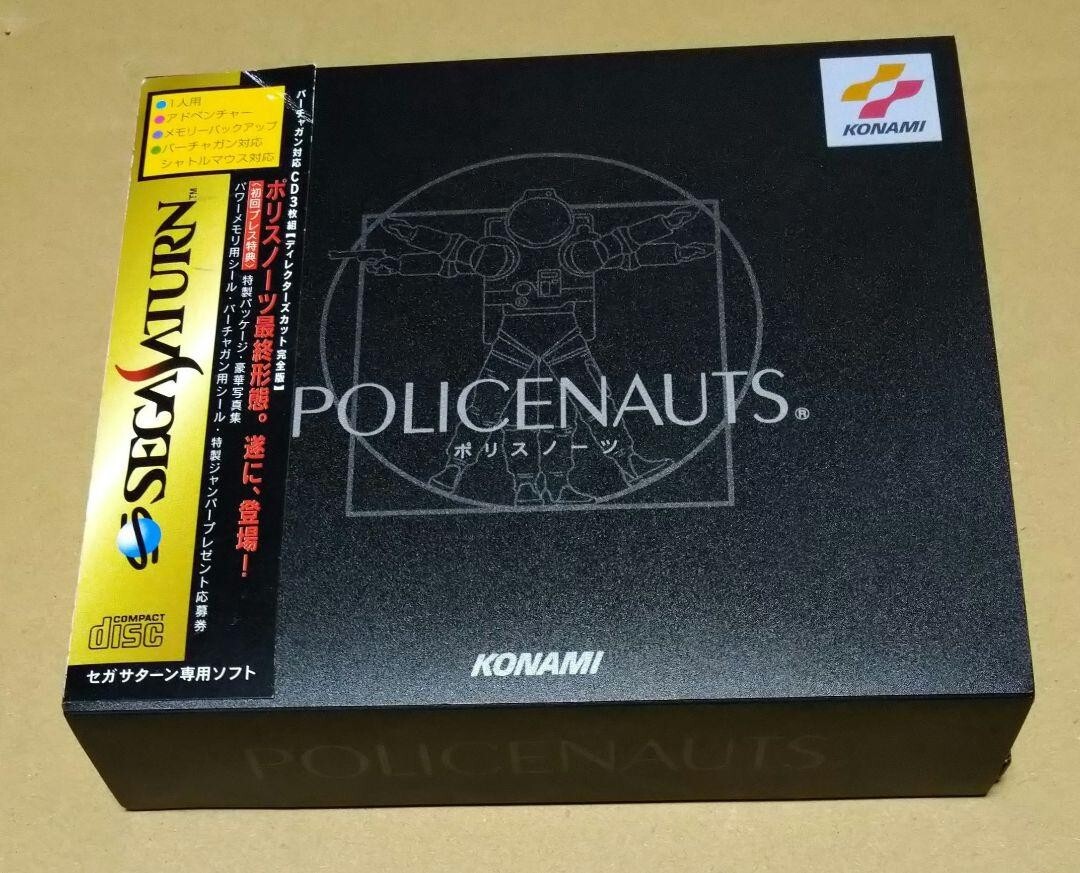 ●1人用
●アドベンチャー
●メモリーバックアップ
●バーチャガン対応
シャトルマウス対応
SEGA SATURN™
COMPACT
disc
セガサターン専用ソフト
バーチャガン対応 CD3枚組【ディレクターズカット 完全版】
ポリスノーツ最終形態。遂に、登場！
〈初回プレス特典〉特製パッケージ・豪華写真集
パワーメモリ用シール・バーチャガン用シール・特製ジャンパープレゼント応募券
KONAMI
POLICENAUTS®
ポリスノーツ
KONAMI
POLICENAUTS